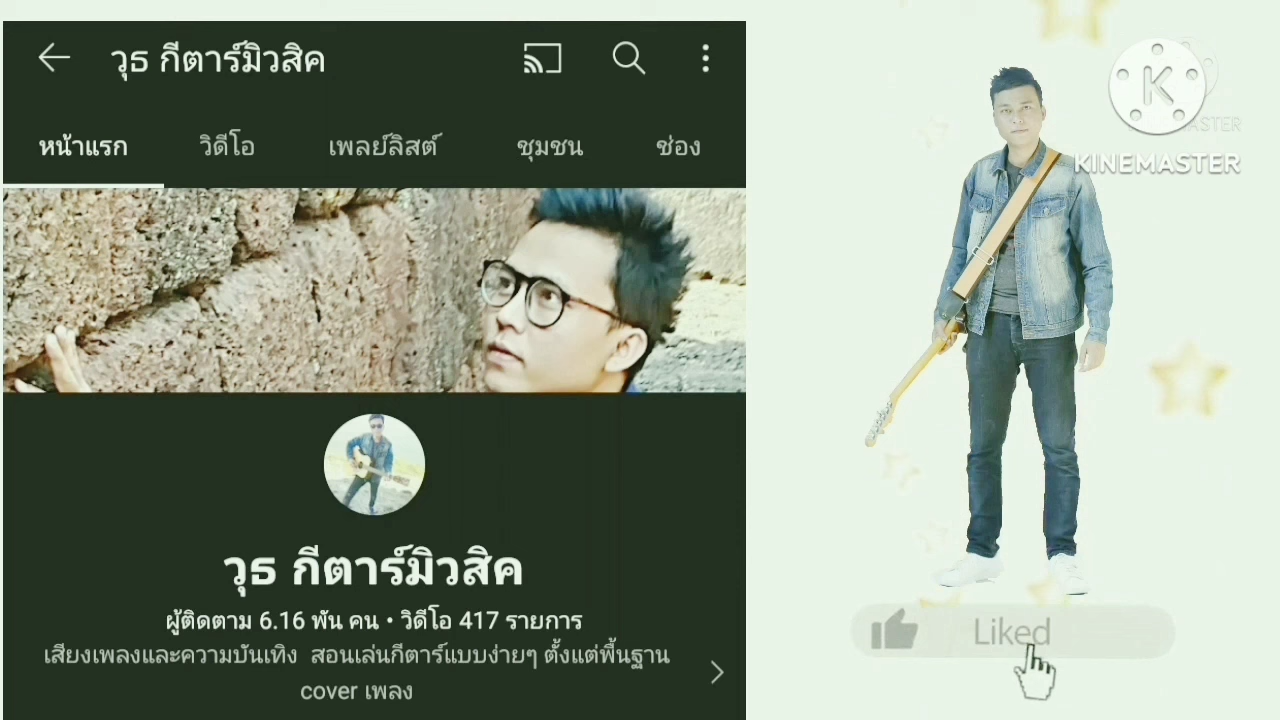 วุธ กีตาร์มิวสิค
หน้าแรก วิดีโอ เพลย์ลิสต์ ชุมชน ช่อง
วุธ กีตาร์มิวสิค
ผู้ติดตาม 6.16 พัน คน • วิดีโอ 417 รายการ
เสียงเพลงและความบันเทิง สอนเล่นกีตาร์แบบง่ายๆ ตั้งแต่พื้นฐาน
cover เพลง
K
KINEMASTER
Liked